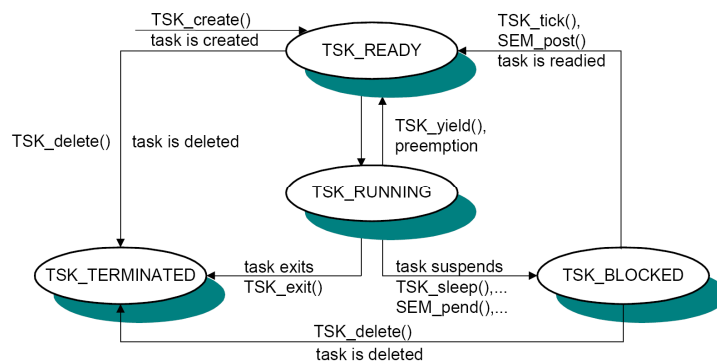 TSK_create()
task is created
TSK_READY
TSK_tick(),
SEM_post()
task is readied
TSK_delete()
task is deleted
TSK_yield(),
preemption
TSK_RUNNING
TSK_TERMINATED
task exits
TSK_exit()
task suspends
TSK_sleep(),...
SEM_pend(),...
TSK_BLOCKED
TSK_delete()
task is deleted